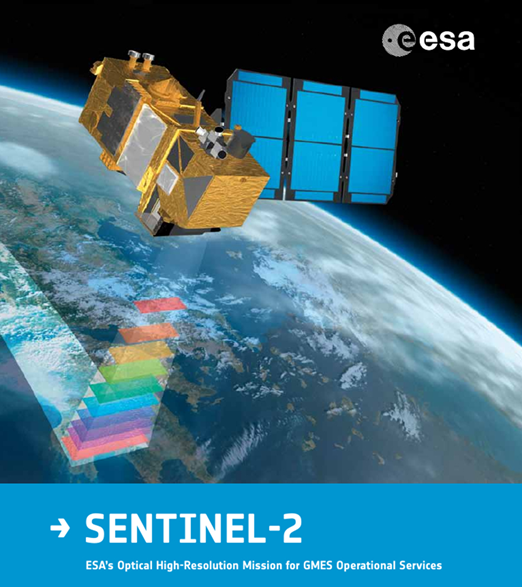 esa
→ SENTINEL-2
ESA's Optical High-Resolution Mission for GMES Operational Services